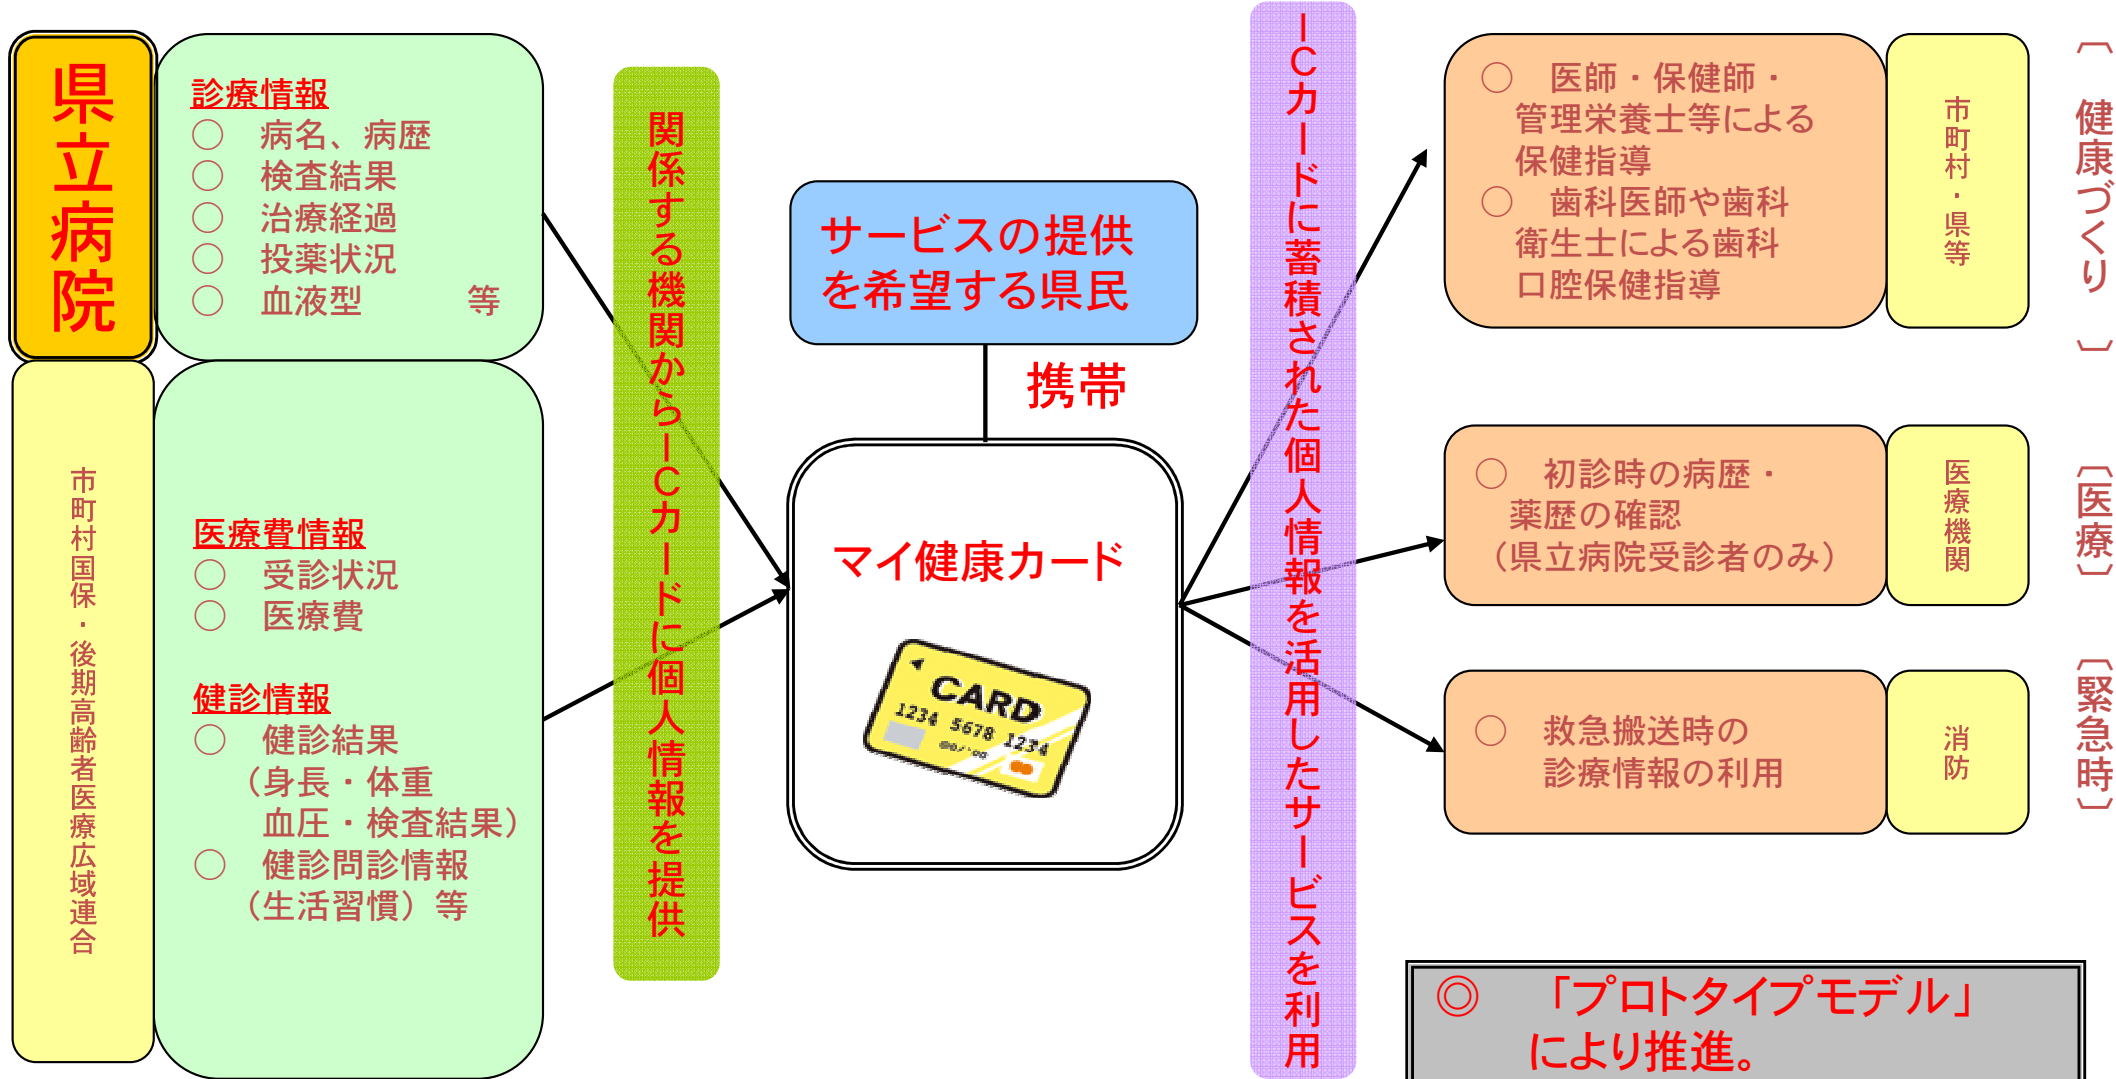 県立病院
診療情報
○ 病名、病歴
○ 検査結果
○ 治療経過
○ 投薬状況
○ 血液型 等
市町村国保・後期高齢者医療広域連合
医療費情報
○ 受診状況
○ 医療費
健診情報
○ 健診結果
(身長・体重
血圧・検査結果)
○ 健診問診情報
(生活習慣)等
関係する機関からICカードに個人情報を提供
サービスの提供
を希望する県民
携帯
マイ健康カード
CARD
1234 5678 1234
ICカードに蓄積された個人情報を活用したサービスを利用
○ 医師・保健師・
管理栄養士等による
保健指導
○ 歯科医師や歯科
衛生士による歯科
口腔保健指導
市町村・県等
〔 健康づくり 〕
○ 初診時の病歴・
薬歴の確認
(県立病院受診者のみ)
医療機関
〔医療〕
○ 救急搬送時の
診療情報の利用
消防
〔緊急時〕
◎ 「プロトタイプモデル」
により推進。